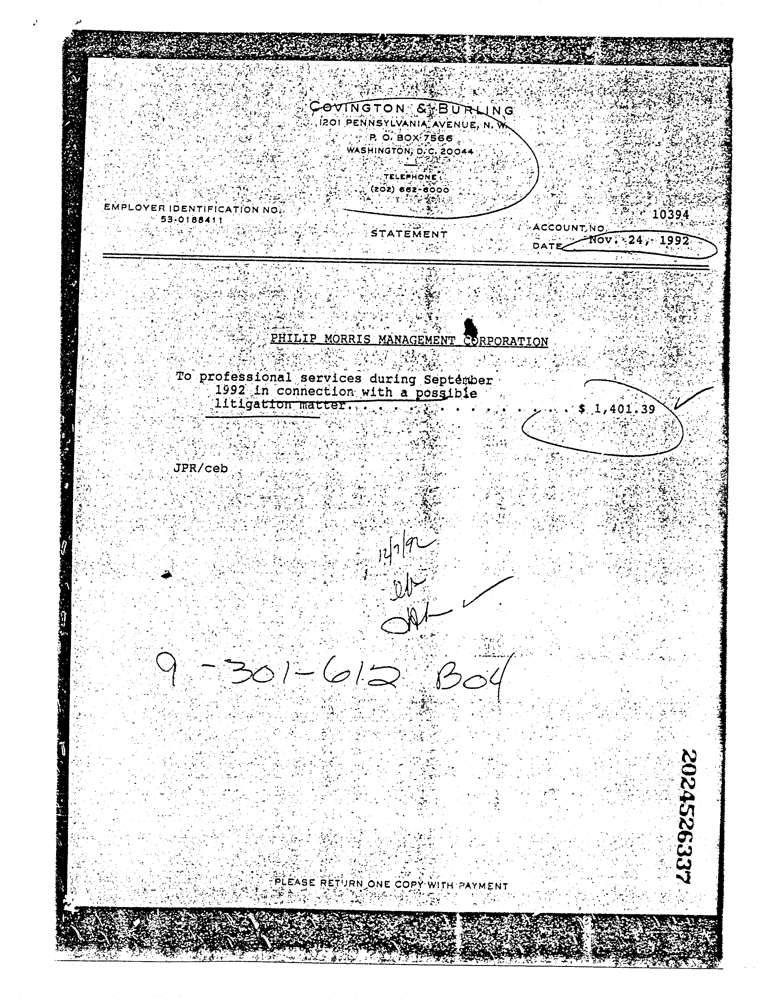 COVINGTON & BURLING
1201 PENNSYLVANIA AVENUE, N. W.
P. O. BOX 7566
WASHINGTON, D. C. 20044
TELEPHONE
(202) 662-6000
EMPLOYER IDENTIFICATION NO.
53-0188411
STATEMENT
ACCOUNT NO. 10394
DATE Nov. 24, 1992
PHILIP MORRIS MANAGEMENT CORPORATION
To professional services during September
1992 in connection with a possible
litigation matter. . . . . . . . . . . . . $ 1,401.39
JPR/ceb
12/7/92
9-301-612 B04
2024526337
PLEASE RETURN ONE COPY WITH PAYMENT